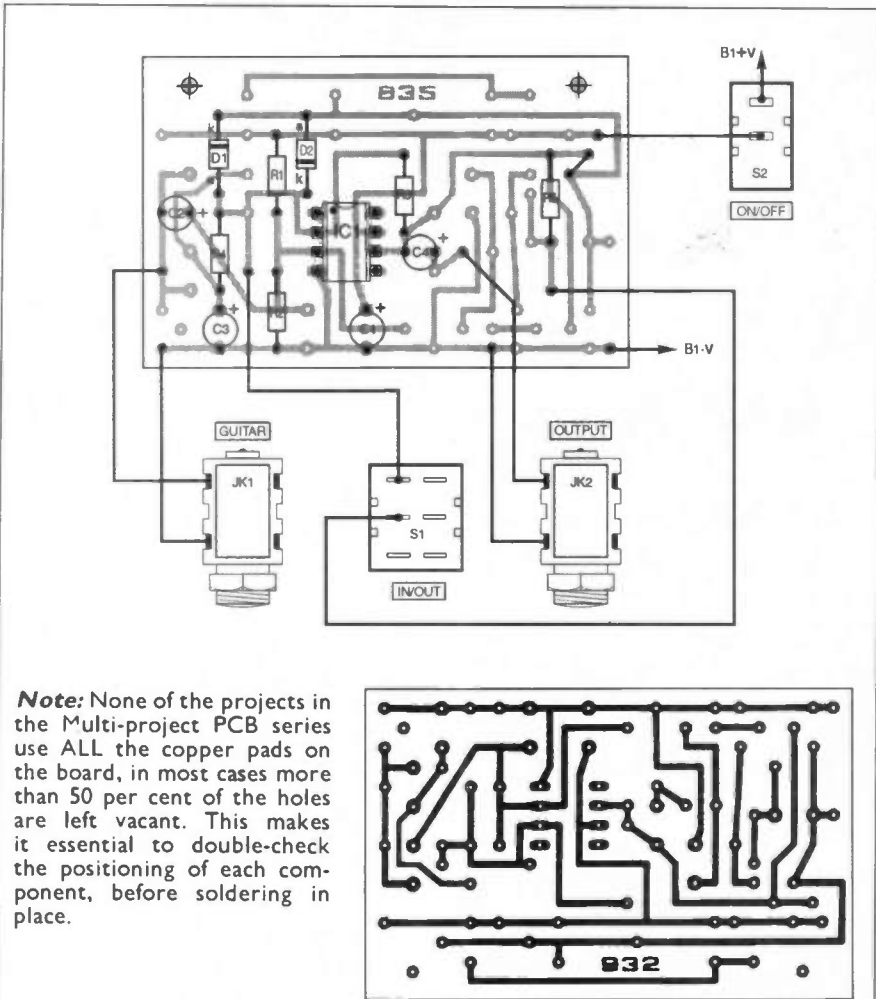 B1+V
S2
ON/OFF
k
D1
a
R1
a
D2
k
C2
+
IC1
+
C4
+
C3
R2
+
B1-V
GUITAR
JK1
S1
IN/OUT
OUTPUT
JK2
Note: None of the projects in
the Multi-project PCB series
use ALL the copper pads on
the board, in most cases more
than 50 per cent of the holes
are left vacant. This makes
it essential to double-check
the positioning of each com-
ponent, before soldering in
place.
932